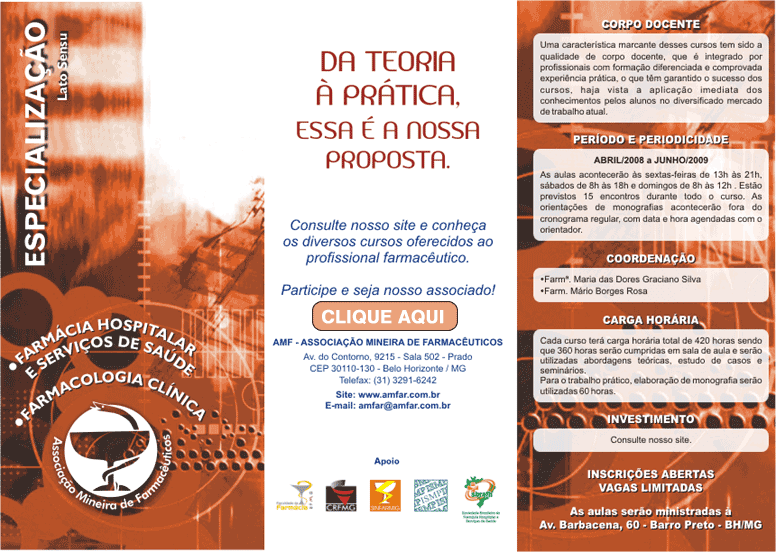 ESPECIALIZAÇÃO
Lato Sensu
•FARMÁCIA HOSPITALAR
E SERVIÇOS DE SAÚDE
•FARMACOLOGIA CLÍNICA
Associação Mineira de Farmacêuticos
DA TEORIA
À PRÁTICA,
ESSA É A NOSSA
PROPOSTA.
Consulte nosso site e conheça
os diversos cursos oferecidos ao
profissional farmacêutico.
Participe e seja nosso associado!
CLIQUE AQUI
AMF - ASSOCIAÇÃO MINEIRA DE FARMACÊUTICOS
Av. do Contorno, 9215 - Sala 502 - Prado
CEP 30110-130 - Belo Horizonte / MG
Telefax: (31) 3291-6242
Site: www.amfar.com.br
E-mail: amfar@amfar.com.br
Apoio
Farmácia
CRFMG
SINFARMG
Sociedade Brasileira de
Farmácia Hospitalar e
Serviços de Saúde
CORPO DOCENTE
Uma característica marcante desses cursos tem sido a
qualidade de corpo docente, que é integrado por
profissionais com formação diferenciada e comprovada
experiência prática, o que têm garantido o sucesso dos
cursos, haja vista a aplicação imediata dos
conhecimentos pelos alunos no diversificado mercado
de trabalho atual.
PERÍODO E PERIODICIDADE
ABRIL/2008 a JUNHO/2009
As aulas acontecerão às sextas-feiras de 13h às 21h,
sábados de 8h às 18h e domingos de 8h às 12h . Estão
previstos 15 encontros durante todo o curso. As
orientações de monografias acontecerão fora do
cronograma regular, com data e hora agendadas com o
orientador.
COORDENAÇÃO
•Farmª. Maria das Dores Graciano Silva
•Farm. Mário Borges Rosa
CARGA HORÁRIA
Cada curso terá carga horária total de 420 horas sendo
que 360 horas serão cumpridas em sala de aula e serão
utilizadas abordagens teóricas, estudo de casos e
seminários.
Para o trabalho prático, elaboração de monografia serão
utilizadas 60 horas.
INVESTIMENTO
Consulte nosso site.
INSCRIÇÕES ABERTAS
VAGAS LIMITADAS
As aulas serão ministradas à
Av. Barbacena, 60 - Barro Preto - BH/MG